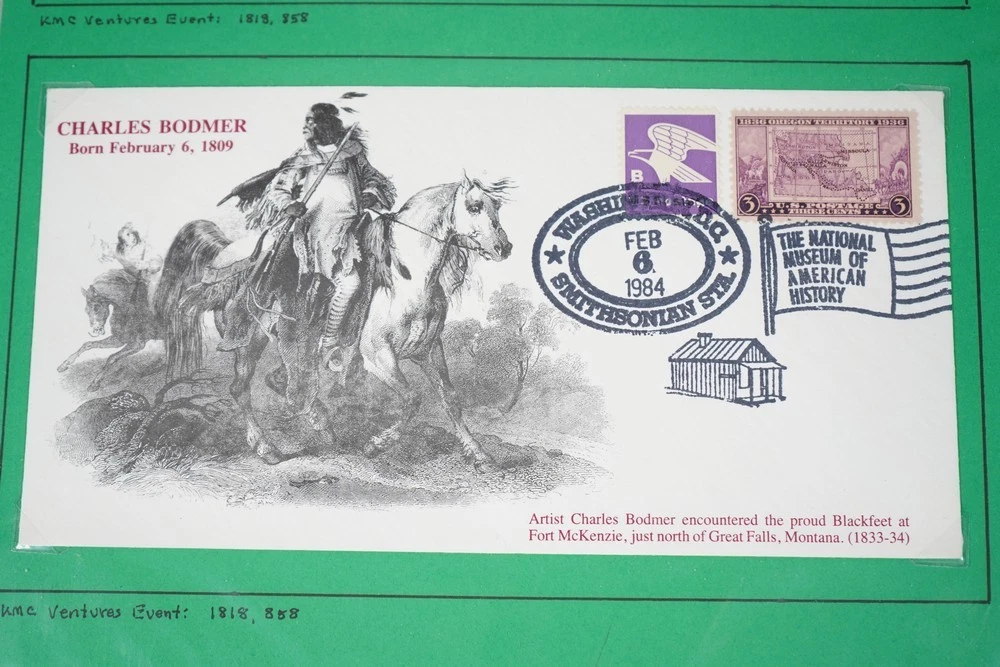 KMC Ventures Event: 1818, 858
CHARLES BODMER
Born February 6, 1809
B
1836 OREGON TERRITORY 1936
3 U.S. POSTAGE 3
THREE CENTS
WASHINGTON, D.C.
FEB
6
1984
SMITHSONIAN STA.
THE NATIONAL
MUSEUM OF
AMERICAN
HISTORY
Artist Charles Bodmer encountered the proud Blackfeet at
Fort McKenzie, just north of Great Falls, Montana. (1833-34)
KMC Ventures Event: 1818, 858